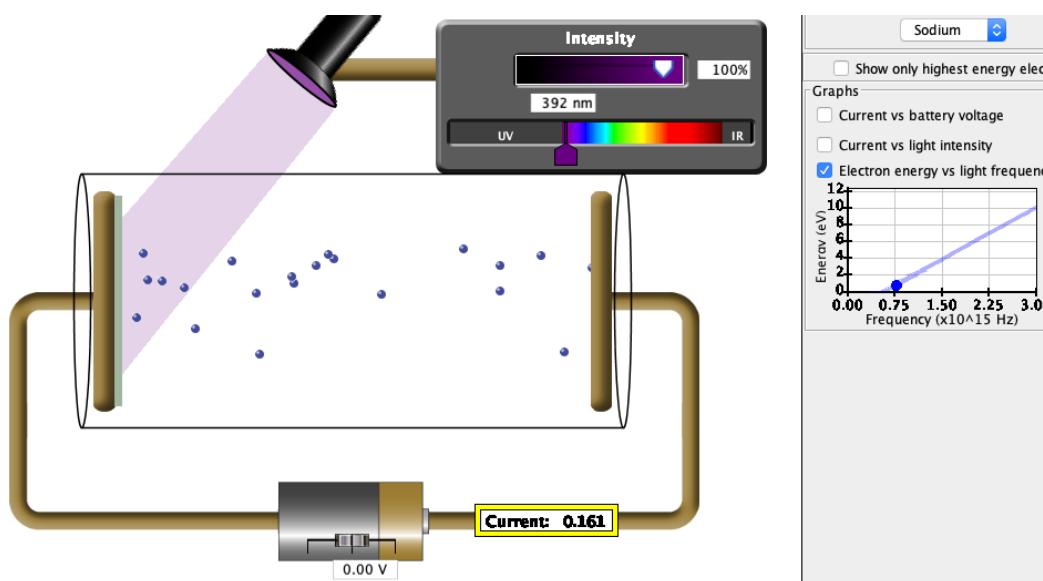 Intensity
100%
392 nm
UV
IR
Current: 0.161
0.00 V
Sodium
Show only highest energy elec
Graphs
Current vs battery voltage
Current vs light intensity
Electron energy vs light frequenc
12
10
8
6
4
2
0
Energy (eV)
0.00 0.75 1.50 2.25 3.0
Frequency (x10^15 Hz)